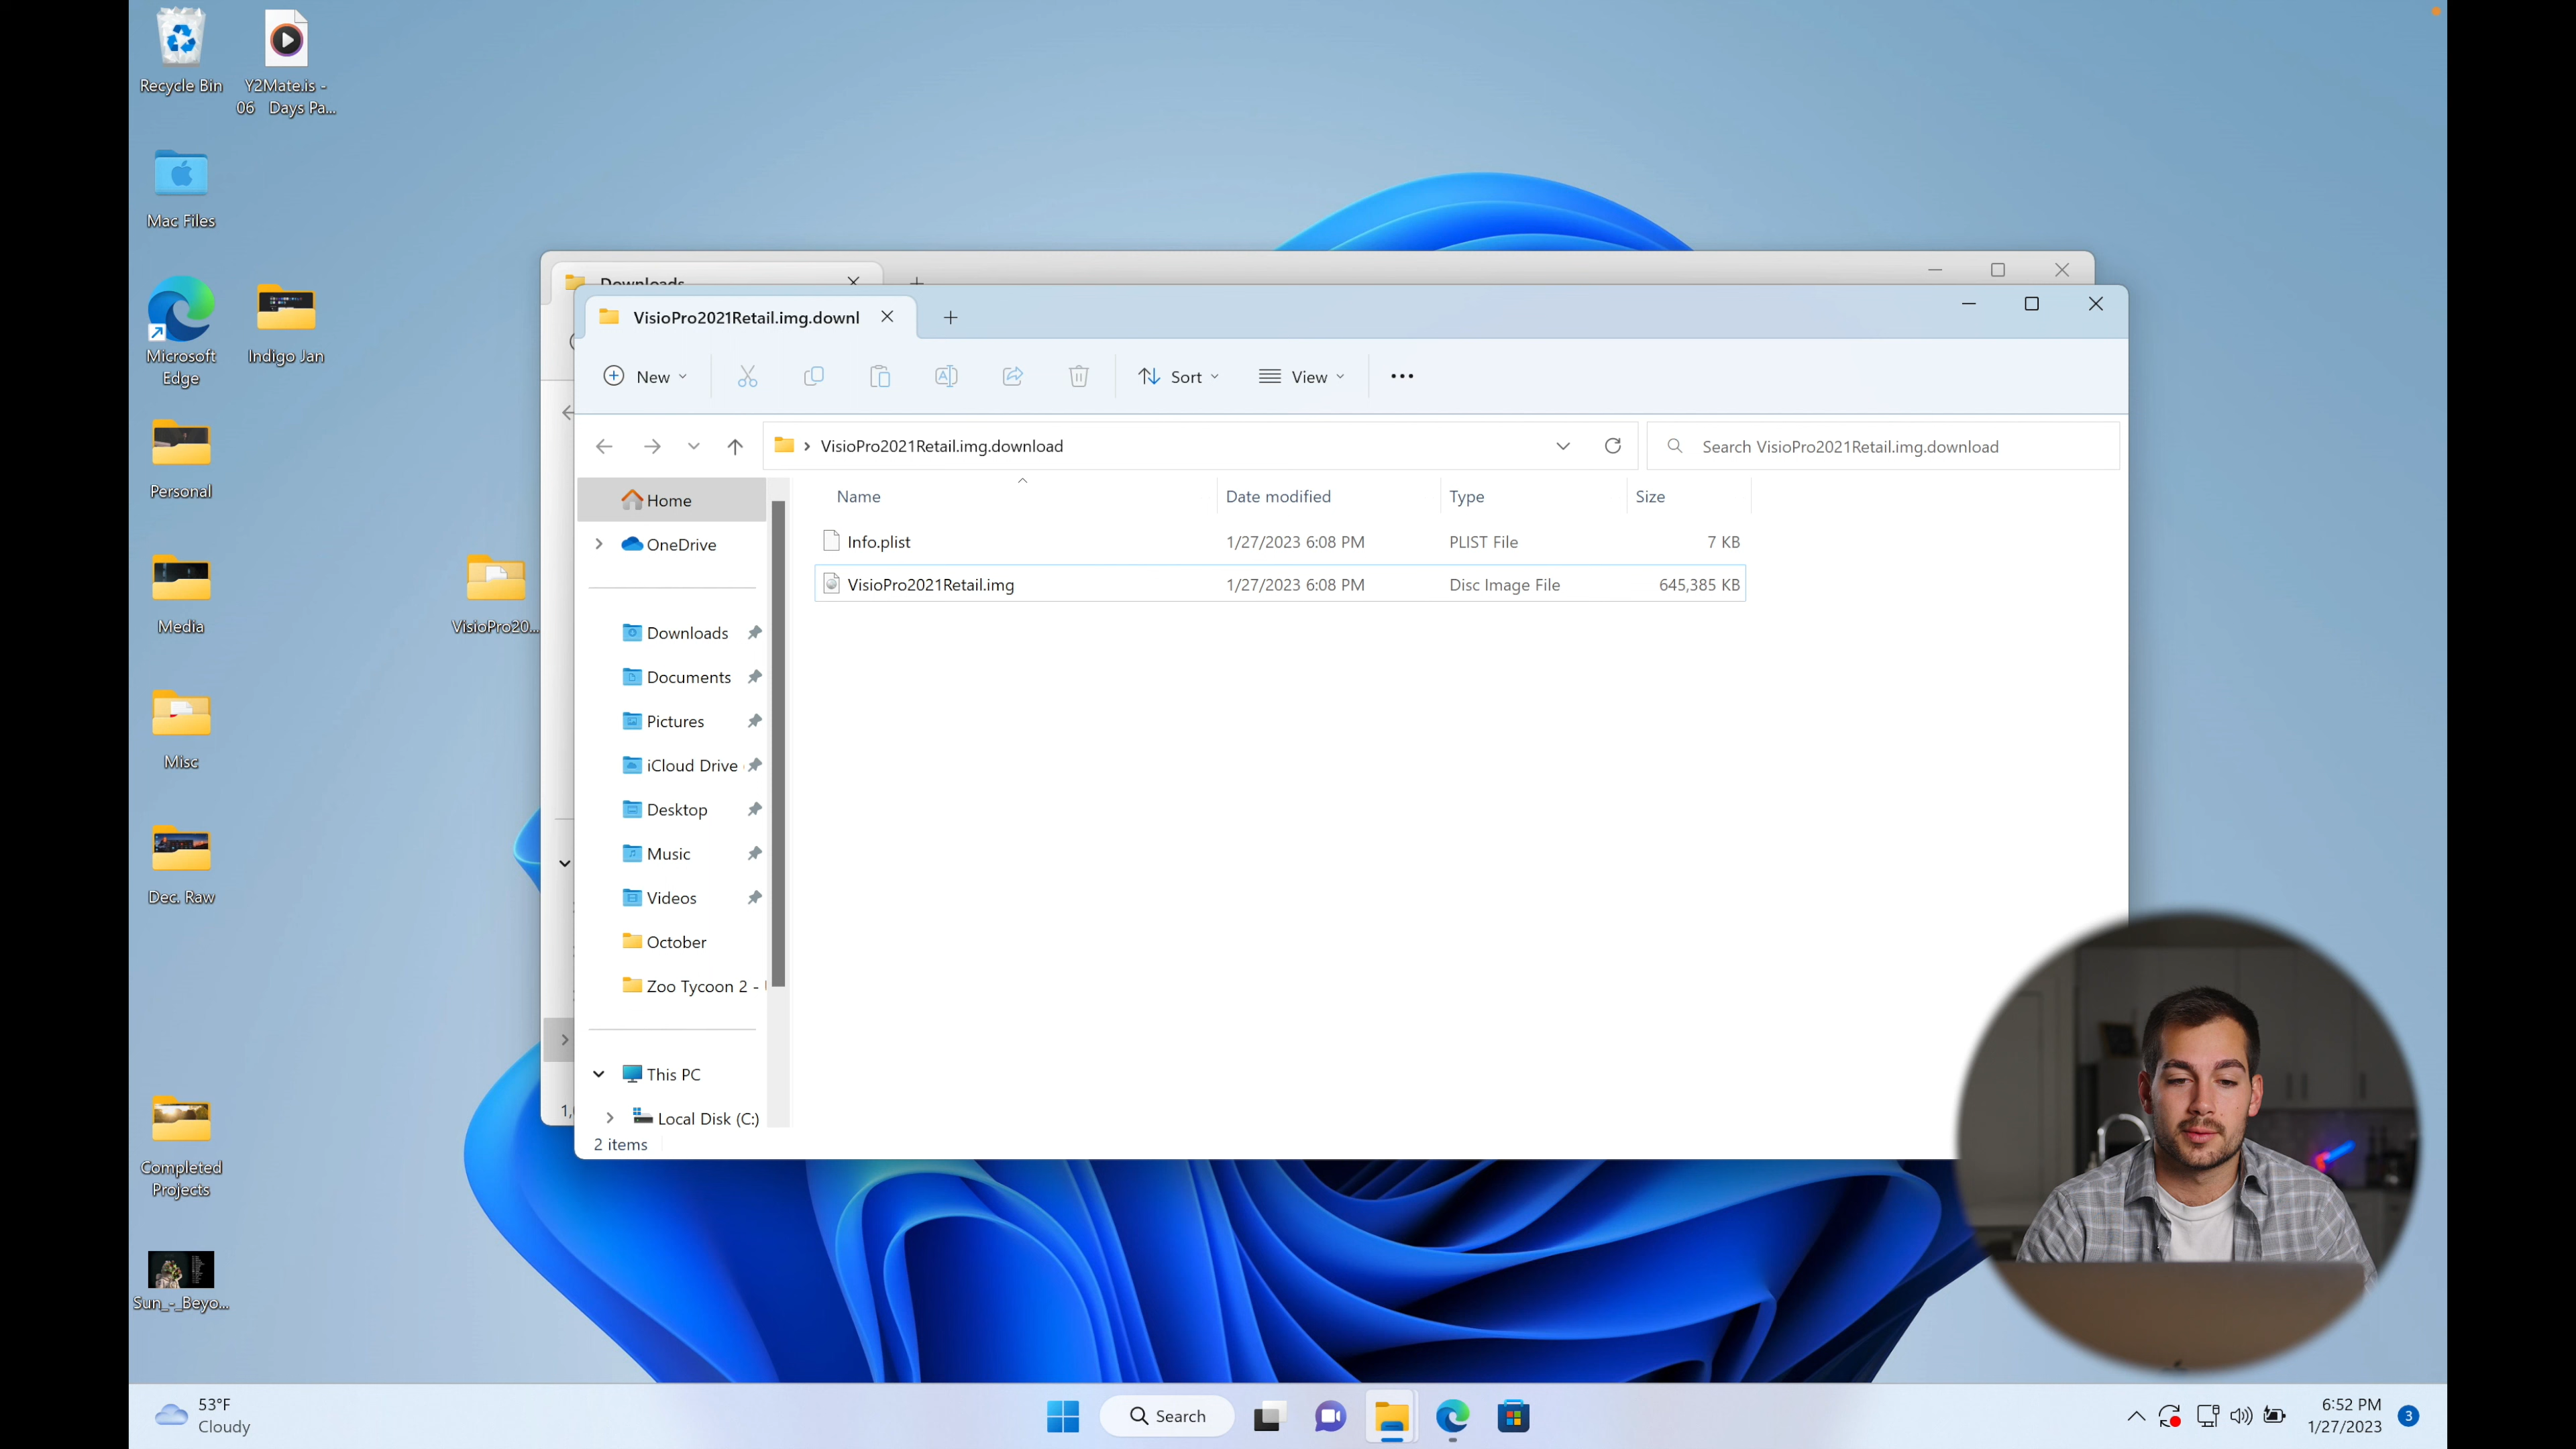 Recycle Bin
Y2Mate.is -
06 Days Pa...
Mac Files
Microsoft
Edge
Indigo Jan
Personal
Media
VisioPro20...
Misc
Dec. Raw
Completed
Projects
Sun_-_Beyo...
Downloads
VisioPro2021Retail.img.downl
New
Sort
View
VisioPro2021Retail.img.download
Search VisioPro2021Retail.img.download
Name
Date modified
Type
Size
Info.plist
1/27/2023 6:08 PM
PLIST File
7 KB
VisioPro2021Retail.img
1/27/2023 6:08 PM
Disc Image File
645,385 KB
Home
OneDrive
Downloads
Documents
Pictures
iCloud Drive
Desktop
Music
Videos
October
Zoo Tycoon 2 -
This PC
Local Disk (C:)
2 items
53°F
Cloudy
Search
6:52 PM
1/27/2023
3